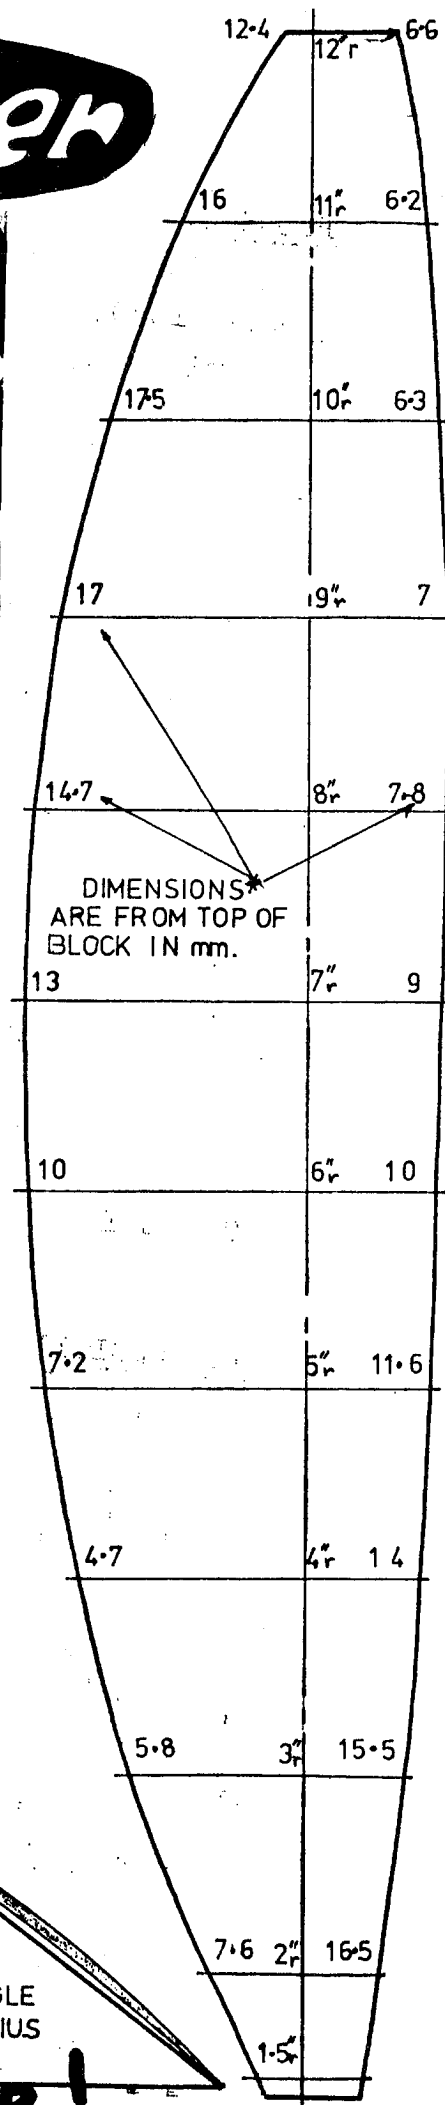 12·4 12"r 6·6
er
16 11"r 6·2
17·5 10"r 6·3
17 9"r 7
14·7 8"r 7·8
DIMENSIONS *
ARE FROM TOP OF
BLOCK IN mm.
13 7"r 9
10 6"r 10
7·2 5"r 11·6
4·7 4"r 14
5·8 3"r 15·5
7·6 2"r 16·5
GLE
IUS
1·5"r